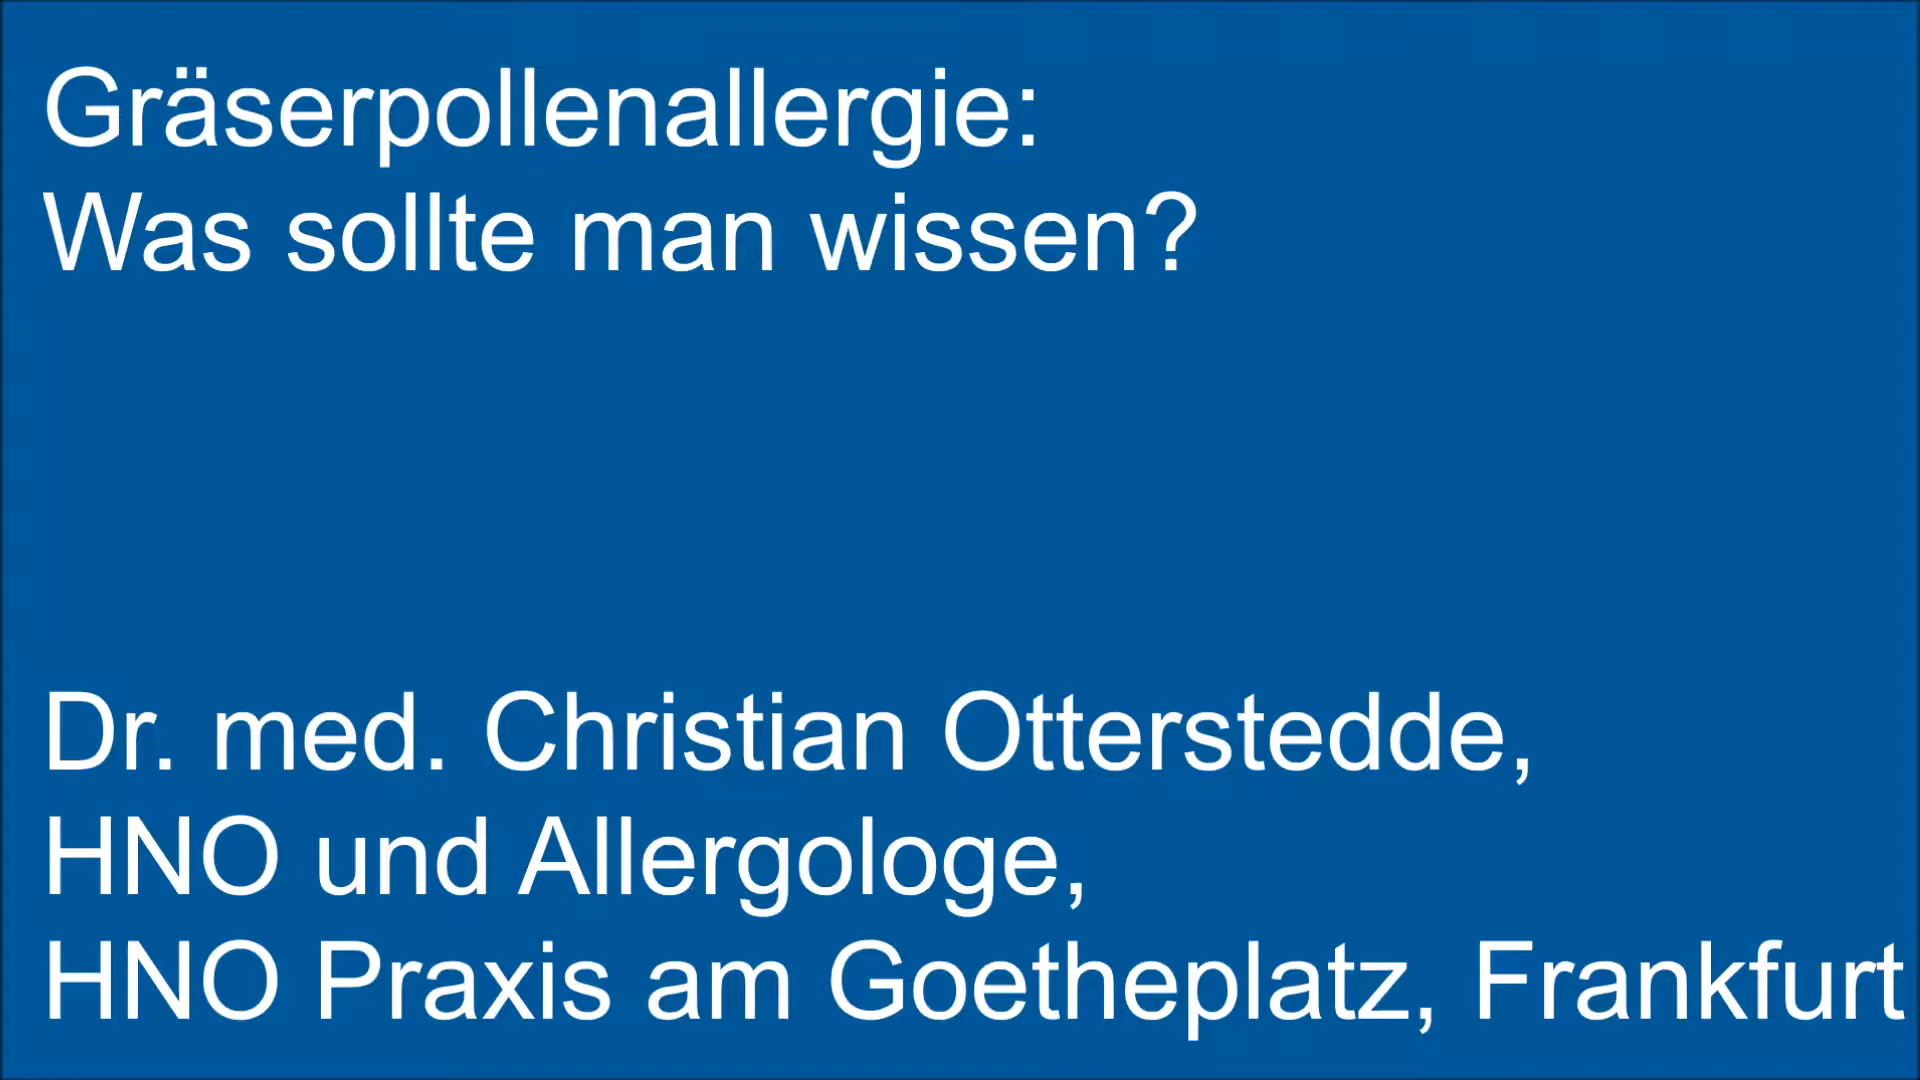 Gräserpollenallergie:
Was sollte man wissen?
Dr. med. Christian Otterstedde,
HNO und Allergologe,
HNO Praxis am Goetheplatz, Frankfurt